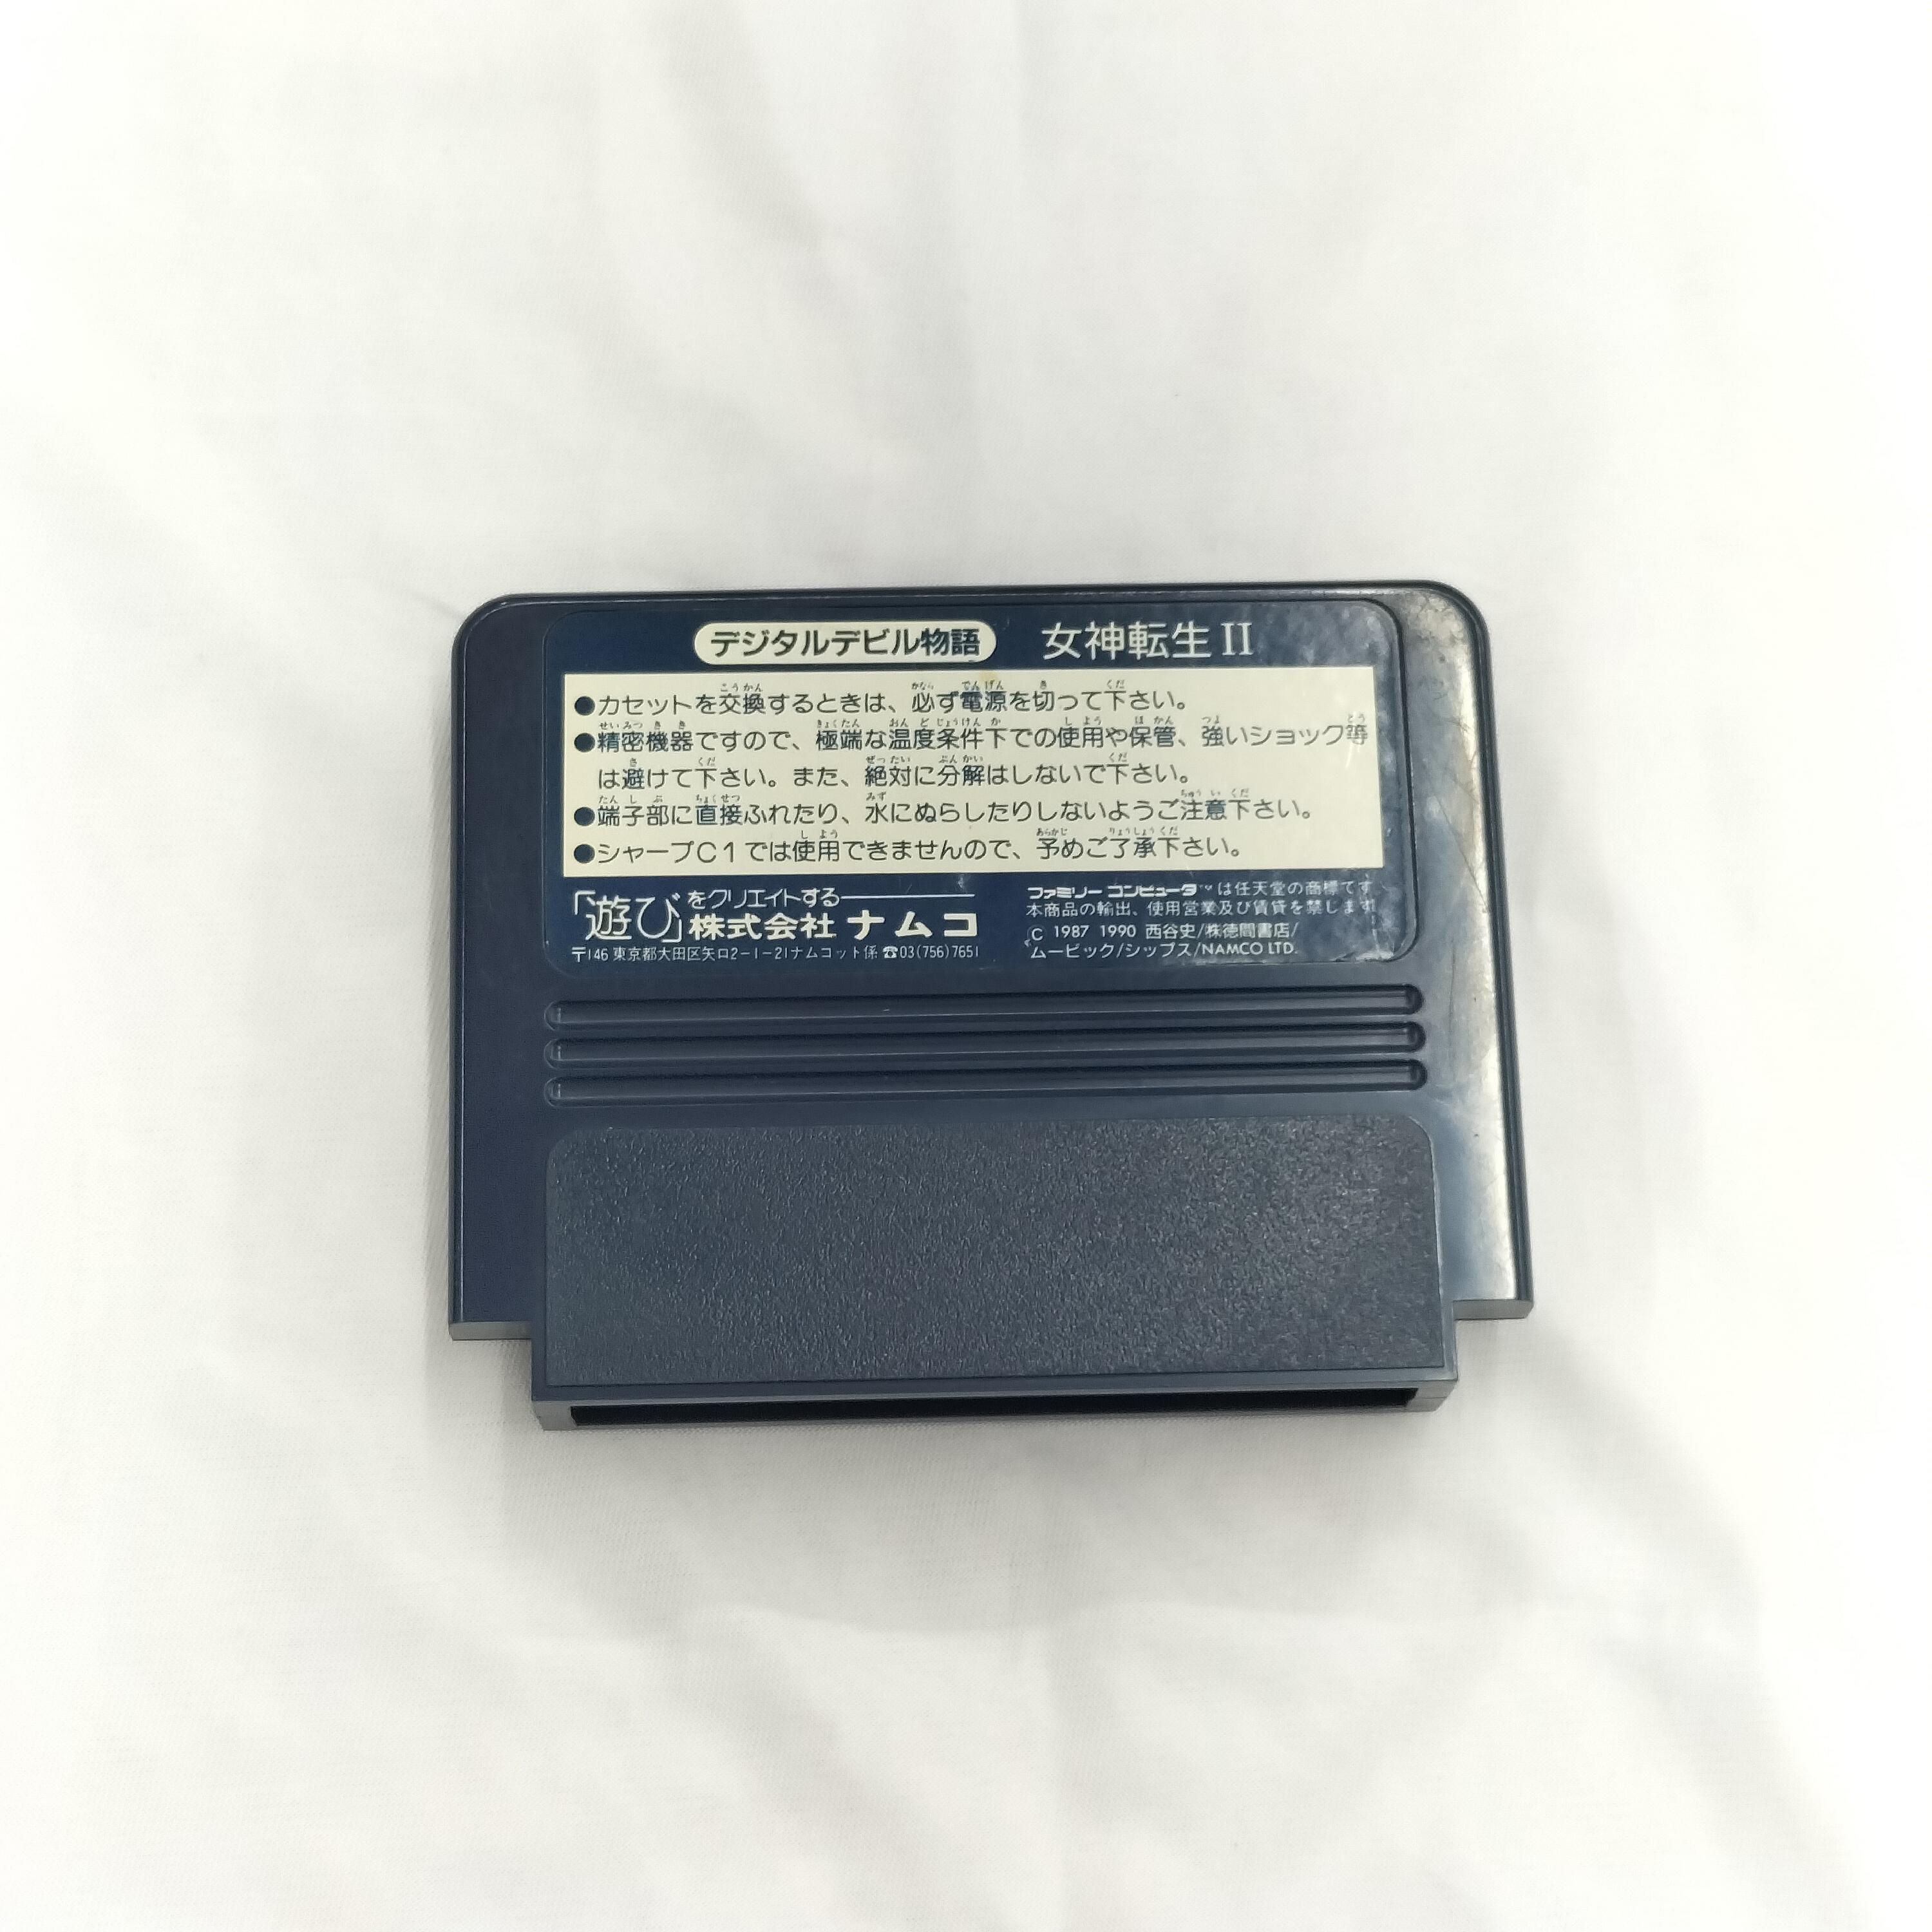 デジタルデビル物語 女神転生II
●カセットを交換するときは、必ず電源を切って下さい。
●精密機器ですので、極端な温度条件下での使用や保管、強いショック等
は避けて下さい。また、絶対に分解はしないで下さい。
●端子部に直接ふれたり、水にぬらしたりしないようご注意下さい。
●シャープC1では使用できませんので、予めご了承下さい。
「遊び」をクリエイトする
株式会社 ナムコ
〒146 東京都大田区矢口2-1-21ナムコット係 ☎03(756)7651
ファミリーコンピュータ™は任天堂の商標です
本商品の輸出、使用営業及び賃貸を禁じます
© 1987 1990 西谷史/㈱徳間書店/
ムービック/シップス/NAMCO LTD.